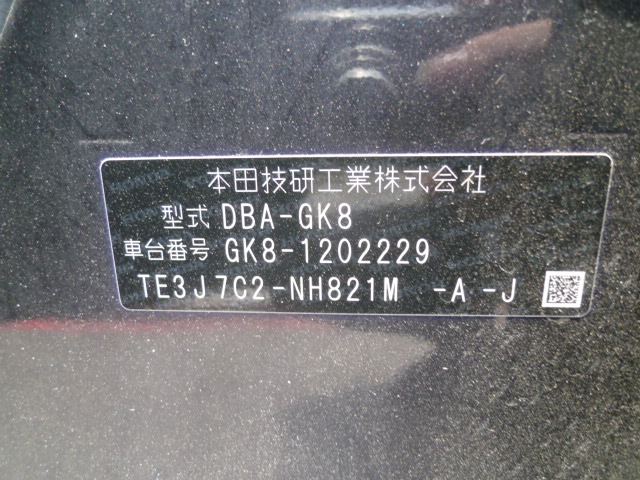 本田技研工業株式会社
型式 DBA-GK8
車台番号 GK8-1202229
TE3J7C2-NH821M -A -J